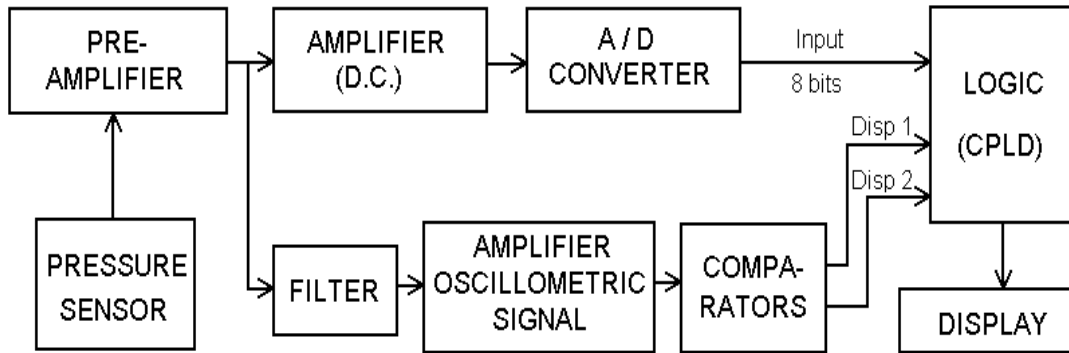 PRE-
AMPLIFIER
AMPLIFIER
(D.C.)
A / D
CONVERTER
Input
8 bits
LOGIC
(CPLD)
Disp 1
Disp 2
PRESSURE
SENSOR
FILTER
AMPLIFIER
OSCILLOMETRIC
SIGNAL
COMPA-
RATORS
DISPLAY